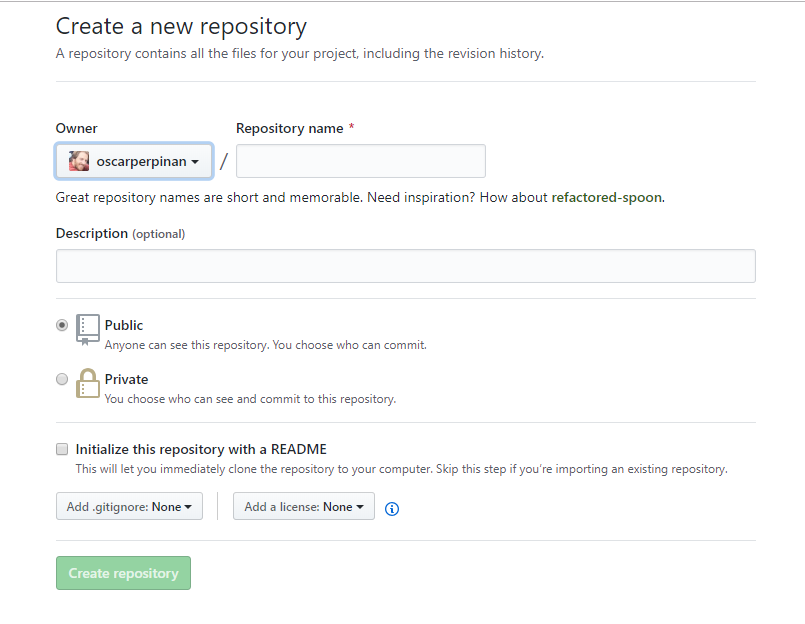 Create a new repository
A repository contains all the files for your project, including the revision history.
Owner
Repository name *
oscarperpinan
/
Great repository names are short and memorable. Need inspiration? How about refactored-spoon.
Description (optional)
Public
Anyone can see this repository. You choose who can commit.
Private
You choose who can see and commit to this repository.
Initialize this repository with a README
This will let you immediately clone the repository to your computer. Skip this step if you’re importing an existing repository.
Add .gitignore: None
Add a license: None
Create repository